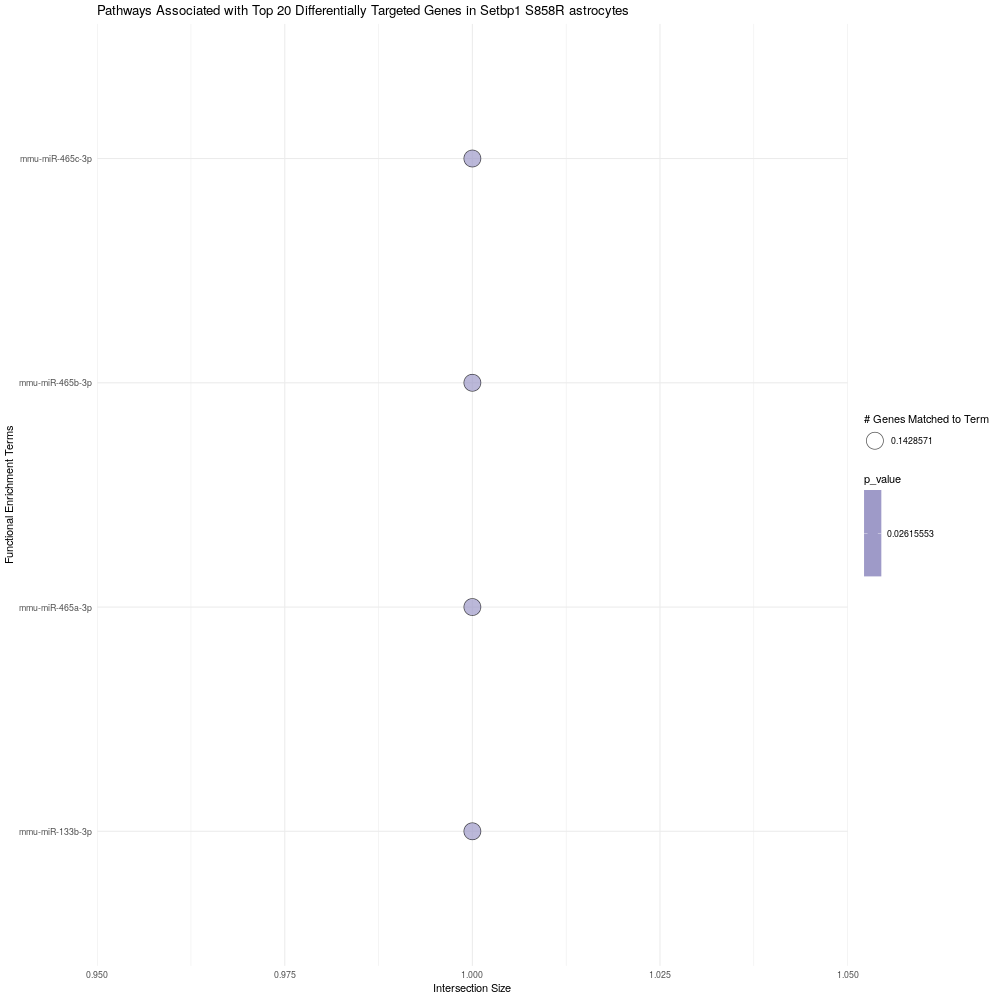 Pathways Associated with Top 20 Differentially Targeted Genes in Setbp1 S858R astrocytes
mmu-miR-465c-3p
mmu-miR-465b-3p
mmu-miR-465a-3p
mmu-miR-133b-3p
Functional Enrichment Terms
0.950
0.975
1.000
1.025
1.050
Intersection Size
# Genes Matched to Term
0.1428571
p_value
0.02615553